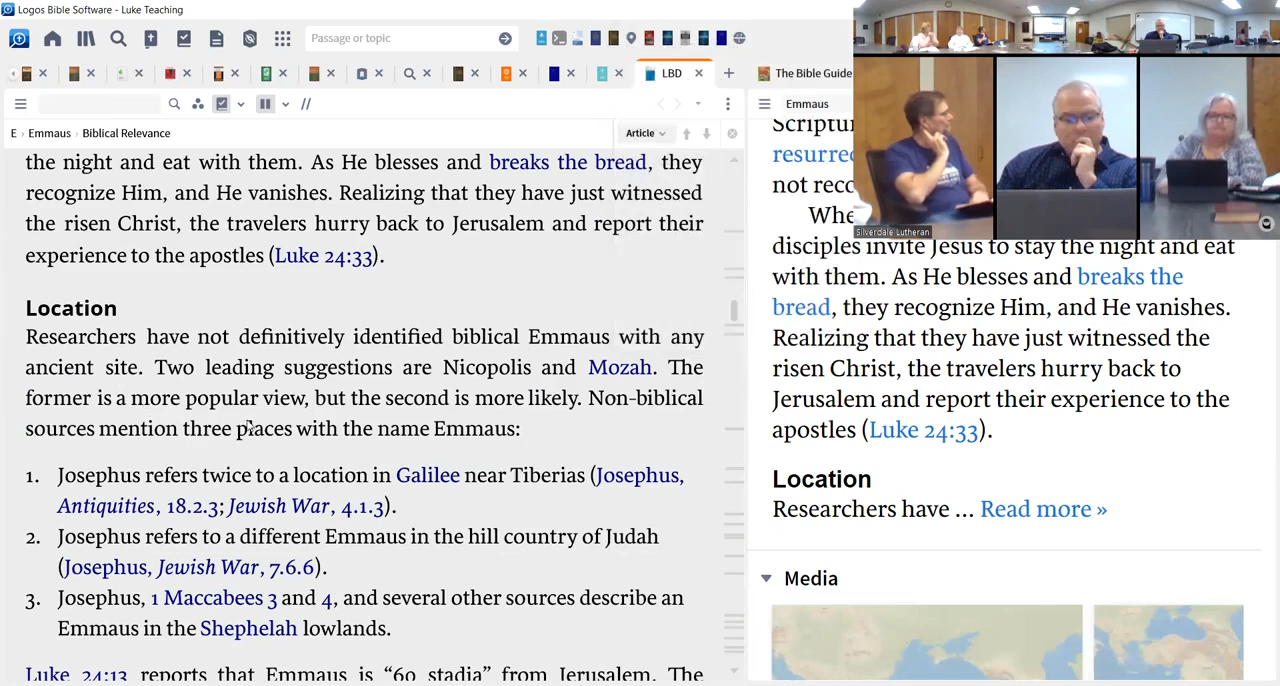 Logos Bible Software - Luke Teaching
Passage or topic
LBD
The Bible Guide
Article
E › Emmaus › Biblical Relevance
Emmaus
the night and eat with them. As He blesses and breaks the bread, they
recognize Him, and He vanishes. Realizing that they have just witnessed
the risen Christ, the travelers hurry back to Jerusalem and report their
experience to the apostles (Luke 24:33).
Location
Researchers have not definitively identified biblical Emmaus with any
ancient site. Two leading suggestions are Nicopolis and Mozah. The
former is a more popular view, but the second is more likely. Non-biblical
sources mention three places with the name Emmaus:
1. Josephus refers twice to a location in Galilee near Tiberias (Josephus,
Antiquities, 18.2.3; Jewish War, 4.1.3).
2. Josephus refers to a different Emmaus in the hill country of Judah
(Josephus, Jewish War, 7.6.6).
3. Josephus, 1 Maccabees 3 and 4, and several other sources describe an
Emmaus in the Shephelah lowlands.
Luke 24:13 reports that Emmaus is “60 stadia” from Jerusalem. The
not reco
Whe
disciples invite Jesus to stay the night and eat
with them. As He blesses and breaks the
bread, they recognize Him, and He vanishes.
Realizing that they have just witnessed the
risen Christ, the travelers hurry back to
Jerusalem and report their experience to the
apostles (Luke 24:33).
Location
Researchers have ... Read more »
Media
Silverdale Lutheran